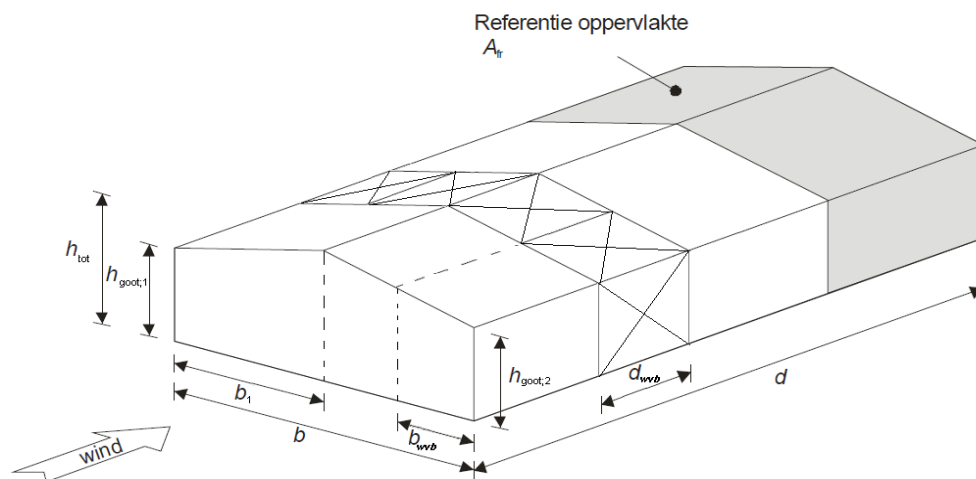 Referentie oppervlakte
A_fr
h_tot
h_goot;1
h_goot;2
d_wvb
d
b_1
b
b_wvb
wind